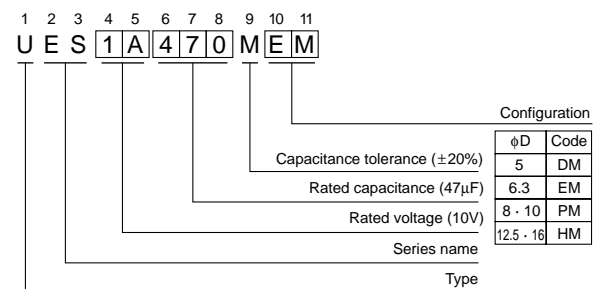 1 2 3 4 5 6 7 8 9 10 11
U E S 1 A 4 7 0 M E M
Configuration
ϕD Code
5 DM
6.3 EM
8 · 10 PM
12.5 · 16 HM
Capacitance tolerance (±20%)
Rated capacitance (47µF)
Rated voltage (10V)
Series name
Type